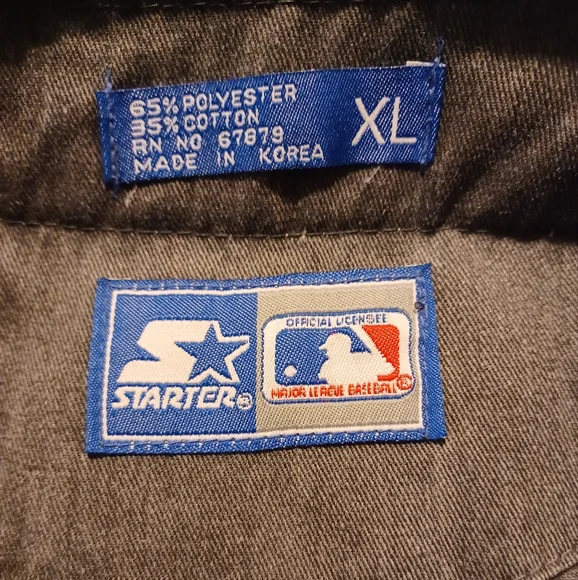 65% POLYESTER
35% COTTON
RN NO 67879
MADE IN KOREA
XL
STARTER®
OFFICIAL LICENSEE
MAJOR LEAGUE BASEBALL